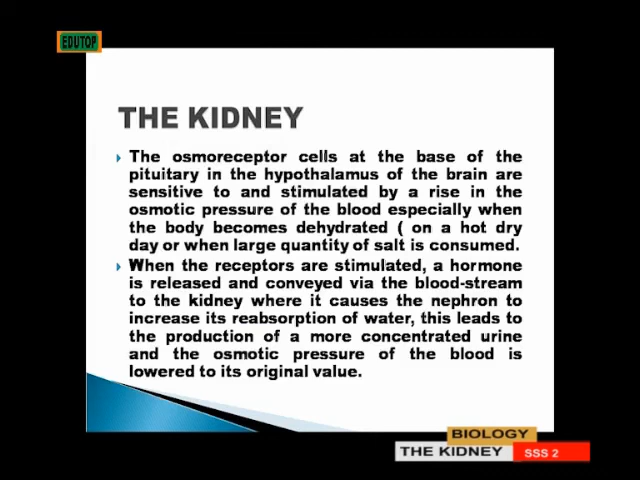 EDUTOP
THE KIDNEY
The osmoreceptor cells at the base of the
pituitary in the hypothalamus of the brain are
sensitive to and stimulated by a rise in the
osmotic pressure of the blood especially when
the body becomes dehydrated ( on a hot dry
day or when large quantity of salt is consumed.
When the receptors are stimulated, a hormone
is released and conveyed via the blood-stream
to the kidney where it causes the nephron to
increase its reabsorption of water, this leads to
the production of a more concentrated urine
and the osmotic pressure of the blood is
lowered to its original value.
BIOLOGY
THE KIDNEY SSS 2